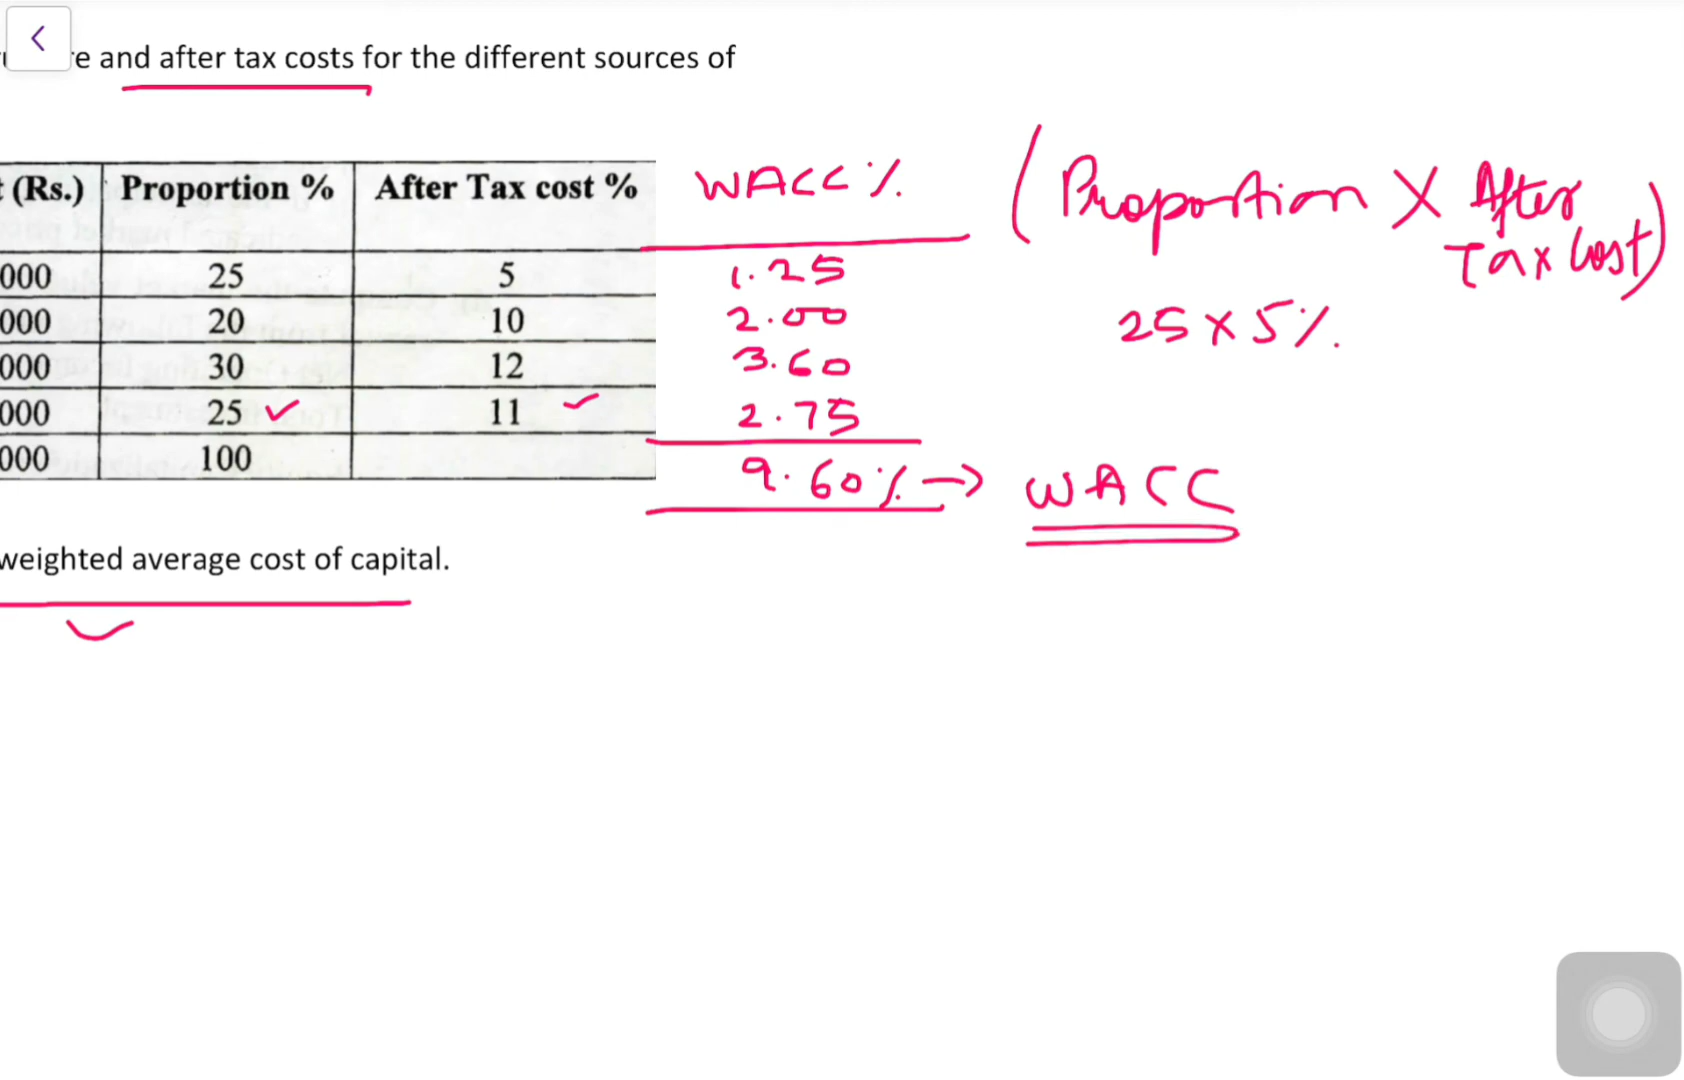 and after tax costs for the different sources of
(Rs.) Proportion % After Tax cost % WACC % (Proportion X After Tax Cost)
000 25 5 1.25
25 X 5%.
000 20 10 2.00
000 30 12 3.60
000 25 11 2.75
000 100 9.60% → WACC
weighted average cost of capital.